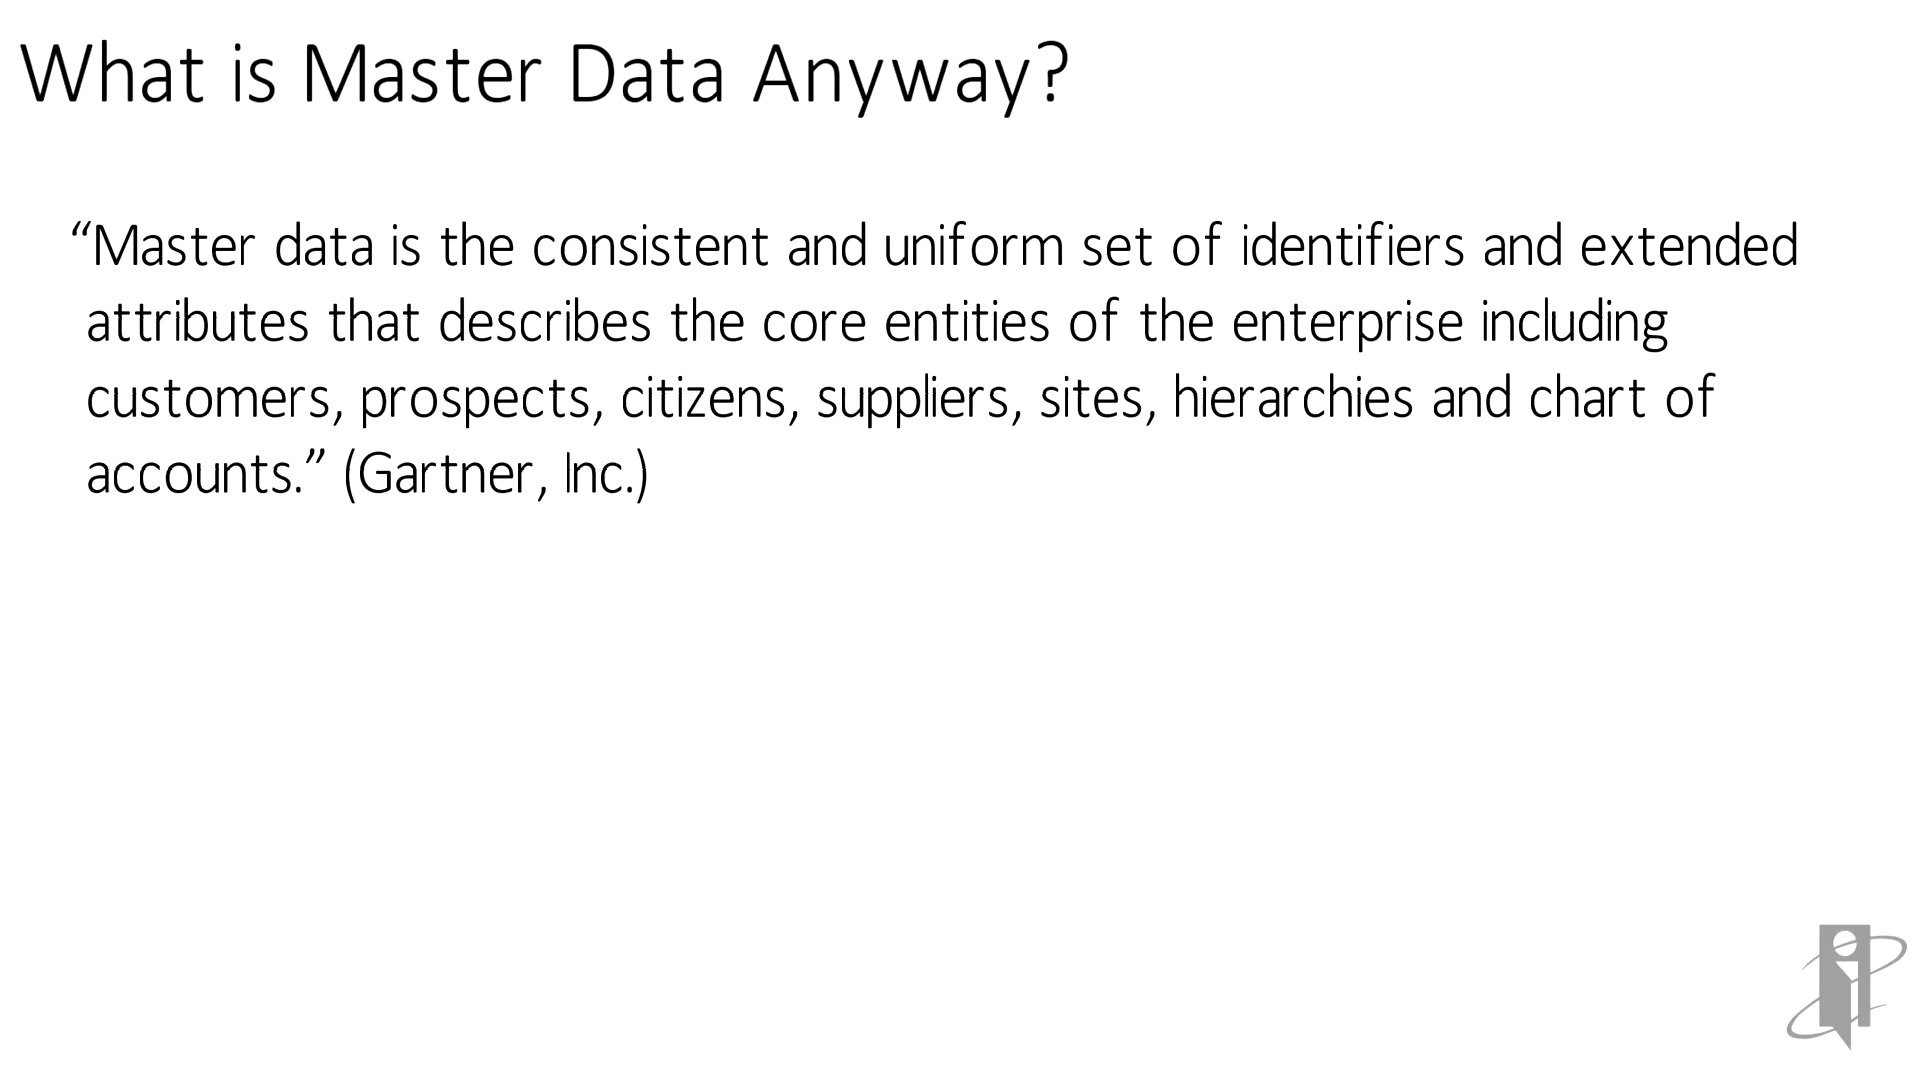 What is Master Data Anyway?
“Master data is the consistent and uniform set of identifiers and extended
attributes that describes the core entities of the enterprise including
customers, prospects, citizens, suppliers, sites, hierarchies and chart of
accounts.” (Gartner, Inc.)